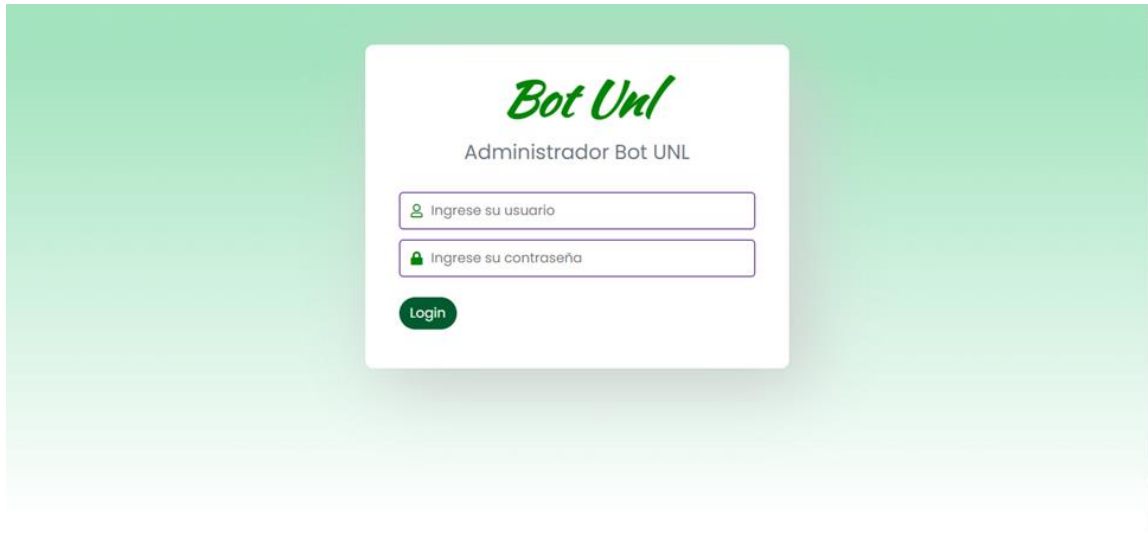 Bot Unl
Administrador Bot UNL
Ingrese su usuario
Ingrese su contraseña
Login